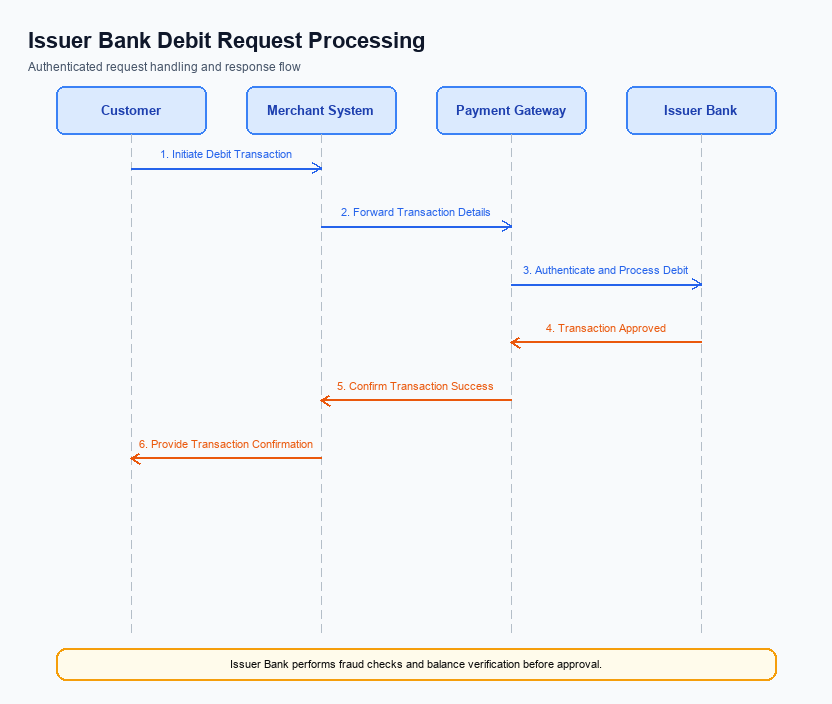 Issuer Bank Debit Request Processing
Authenticated request handling and response flow
Customer
Merchant System
Payment Gateway
Issuer Bank
1. Initiate Debit Transaction
2. Forward Transaction Details
3. Authenticate and Process Debit
4. Transaction Approved
5. Confirm Transaction Success
6. Provide Transaction Confirmation
Issuer Bank performs fraud checks and balance verification before approval.